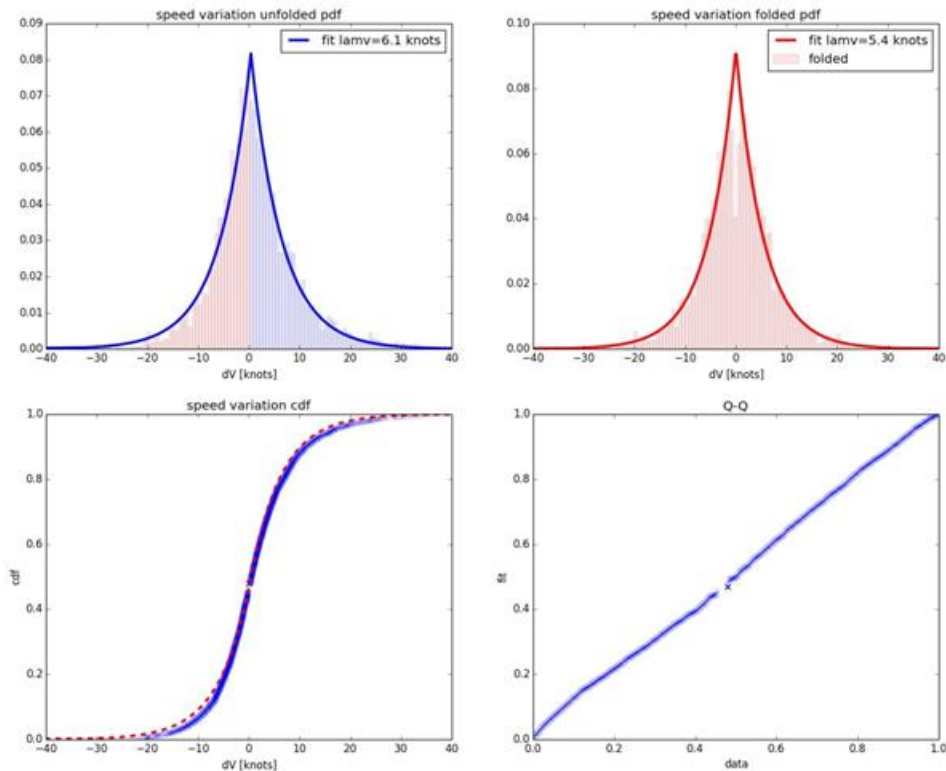 speed variation unfolded pdf
0.09
0.08
0.07
0.06
0.05
0.04
0.03
0.02
0.01
0.00
fit lamv=6.1 knots
−40 −30 −20 −10 0 10 20 30 40
dV [knots]
speed variation folded pdf
0.10
0.08
0.06
0.04
0.02
0.00
fit lamv=5.4 knots
folded
−40 −30 −20 −10 0 10 20 30 40
dV [knots]
speed variation cdf
1.0
0.8
0.6
0.4
0.2
0.0
cdf
−40 −30 −20 −10 0 10 20 30 40
dV [knots]
Q-Q
1.0
0.8
0.6
0.4
0.2
0.0
fit
0.0 0.2 0.4 0.6 0.8 1.0
data